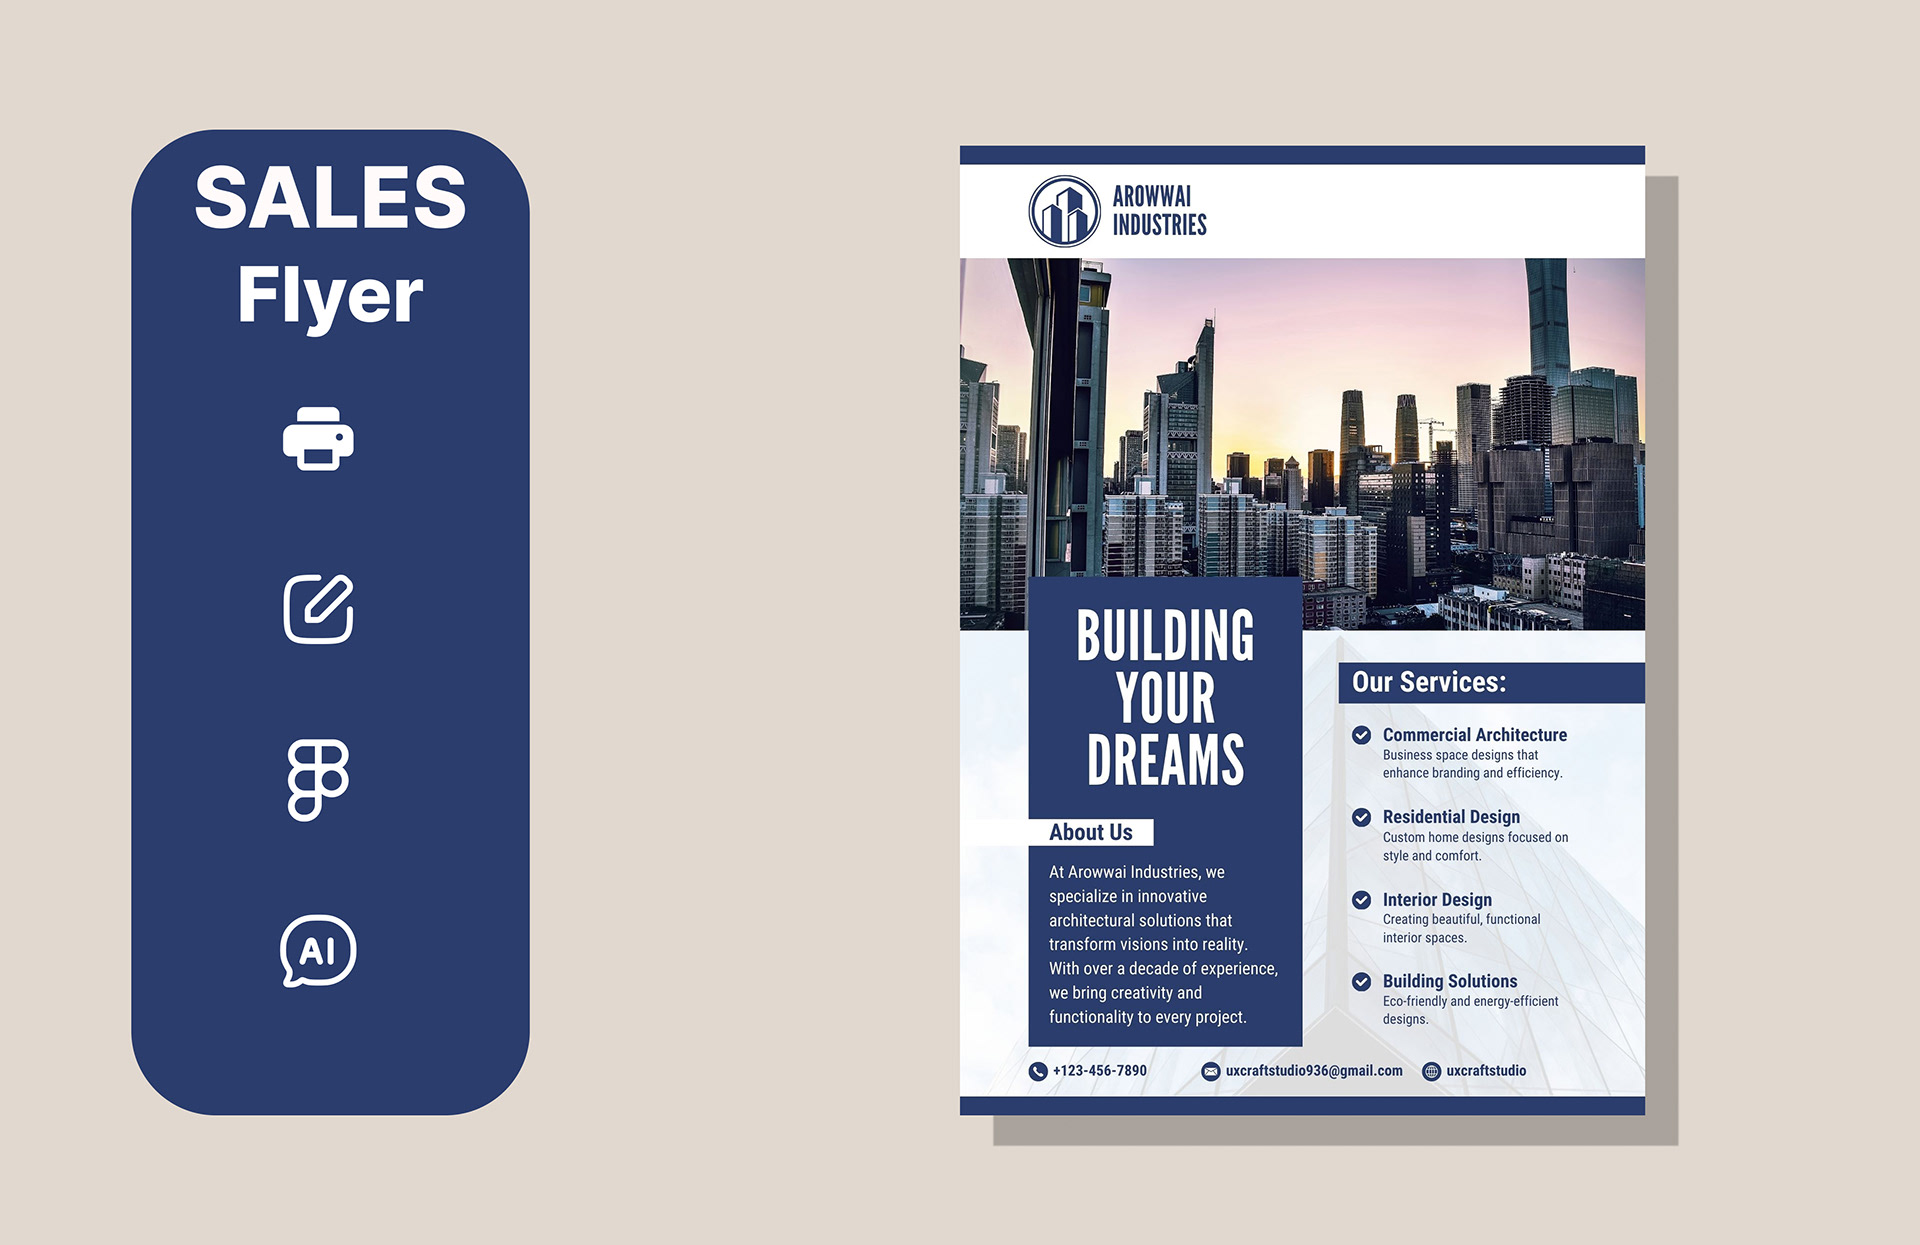 SALES
Flyer
AI
AROWWAI
INDUSTRIES
BUILDING
YOUR
DREAMS
About Us
At Arowwai Industries, we
specialize in innovative
architectural solutions that
transform visions into reality.
With over a decade of experience,
we bring creativity and
functionality to every project.
Our Services:
Commercial Architecture
Business space designs that
enhance branding and efficiency.
Residential Design
Custom home designs focused on
style and comfort.
Interior Design
Creating beautiful, functional
interior spaces.
Building Solutions
Eco-friendly and energy-efficient
designs.
+123-456-7890
uxcraftstudio936@gmail.com
uxcraftstudio